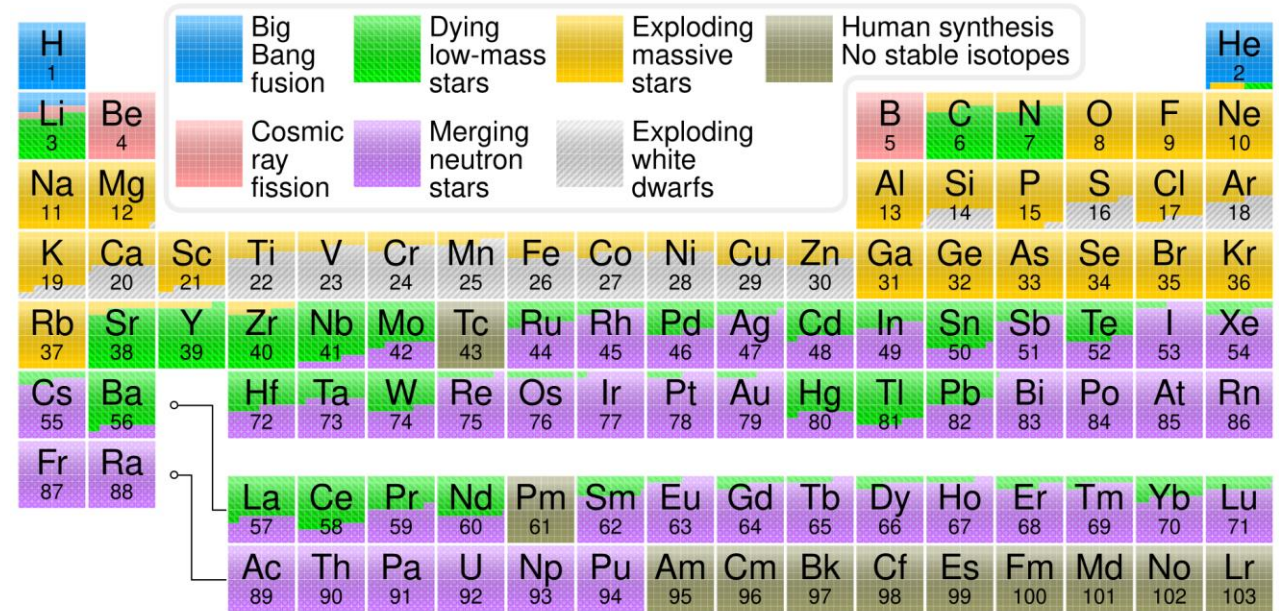 Big
Bang
fusion
Dying
low-mass
stars
Exploding
massive
stars
Human synthesis
No stable isotopes
Cosmic
ray
fission
Merging
neutron
stars
Exploding
white
dwarfs
H He
1 2
Li Be B C N O F Ne
3 4 5 6 7 8 9 10
Na Mg Al Si P S Cl Ar
11 12 13 14 15 16 17 18
K Ca Sc Ti V Cr Mn Fe Co Ni Cu Zn Ga Ge As Se Br Kr
19 20 21 22 23 24 25 26 27 28 29 30 31 32 33 34 35 36
Rb Sr Y Zr Nb Mo Tc Ru Rh Pd Ag Cd In Sn Sb Te I Xe
37 38 39 40 41 42 43 44 45 46 47 48 49 50 51 52 53 54
Cs Ba Hf Ta W Re Os Ir Pt Au Hg Tl Pb Bi Po At Rn
55 56 72 73 74 75 76 77 78 79 80 81 82 83 84 85 86
Fr Ra
87 88
La Ce Pr Nd Pm Sm Eu Gd Tb Dy Ho Er Tm Yb Lu
57 58 59 60 61 62 63 64 65 66 67 68 69 70 71
Ac Th Pa U Np Pu Am Cm Bk Cf Es Fm Md No Lr
89 90 91 92 93 94 95 96 97 98 99 100 101 102 103